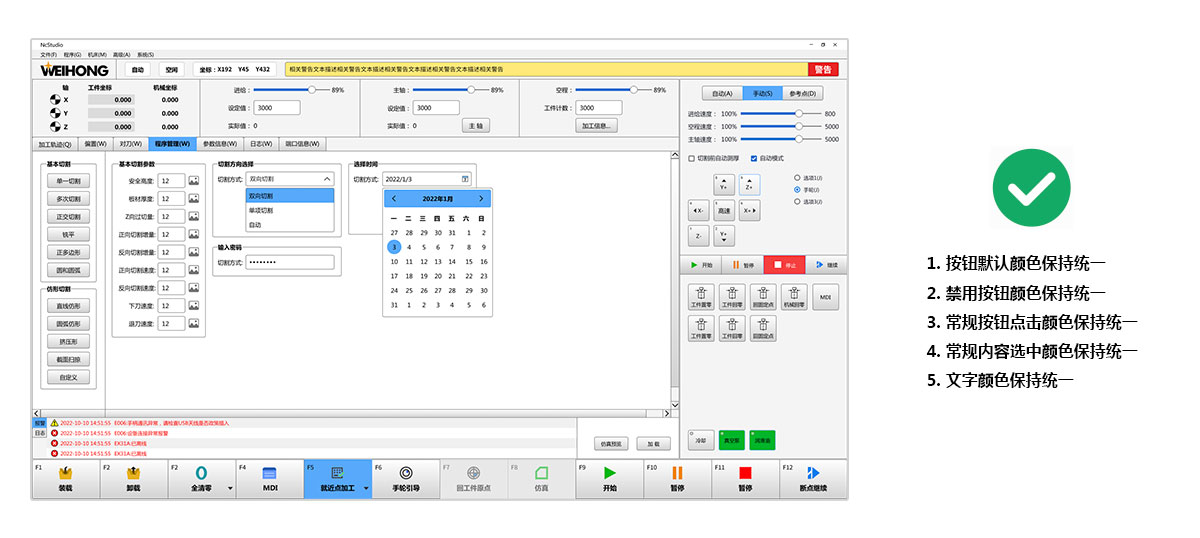 NcStudio
文件(F) 程序(G) 机床(M) 高级(A) 系统(S)
WEIHONG
自动
空闲
坐标：X192 Y45 Y432
相关警告文本描述相关警告文本描述相关警告文本描述相关警告文本描述相关警告
警告
轴 工件坐标 机械坐标
X 0.000 0.000
Y 0.000 0.000
Z 0.000 0.000
进给： 89%
设定值： 3000
实际值： 0
主轴： 89%
设定值： 3000
实际值： 0
主 轴
空程： 89%
工件计数： 3000
加工信息...
自动(A) 手动(S) 参考点(D)
进给速度： 100% 800
空程速度： 100% 5000
主轴速度： 100% 5000
切割前自动测厚 自动模式
加工轨迹(Q) 偏置(W) 对刀(W) 程序管理(W) 参数信息(W) 日志(W) 端口信息(W)
基本切割
单一切割
多次切割
正交切割
铣平
正多边形
圆和圆弧
仿形切割
直线仿形
圆弧仿形
挤压形
截面扫掠
自定义
基本切割参数
安全高度: 12
板材厚度: 12
Z向过切量: 12
正向切割增量: 12
反向切割增量: 12
正向切割速度: 12
反向切割速度: 12
下刀速度: 12
退刀速度: 12
切割方向选择
切割方式: 双向切割
双向切割
单项切割
自动
输入密码
切割方式: ••••••••
选择时间
切割方式: 2022/1/3
2022年1月
一 二 三 四 五 六 日
27 28 29 30 31 1 2
3 4 5 6 7 8 9
10 11 12 13 14 15 16
17 18 19 20 21 22 23
24 25 26 27 28 29 30
31 1 2 3 4 5 6
Y+ Z+
X- 高速 X+
Z- Y+
选项1(J)
手轮(J)
选项3(J)
开始 暂停 停止 继续
工件置零 工件回零 回固定点 机械回零 MDI
工件置零 工件回零 回固定点
冷却 真空泵 润滑油
报警
日志
2022-10-10 14:51:55 E006:手柄通讯异常，请检查USB天线是否政策插入
2022-10-10 14:51:55 E006:设备连接异常报警
2022-10-10 14:51:55 EX31A:已离线
2022-10-10 14:51:55 EX31A:已离线
仿真预览 加 载
F1 装载
F2 卸载
F2 全清零
F4 MDI
F5 就近点加工
F6 手轮引导
F7 回工件原点
F8 仿真
F9 开始
F10 暂停
F11 暂停
F12 断点继续
1. 按钮默认颜色保持统一
2. 禁用按钮颜色保持统一
3. 常规按钮点击颜色保持统一
4. 常规内容选中颜色保持统一
5. 文字颜色保持统一